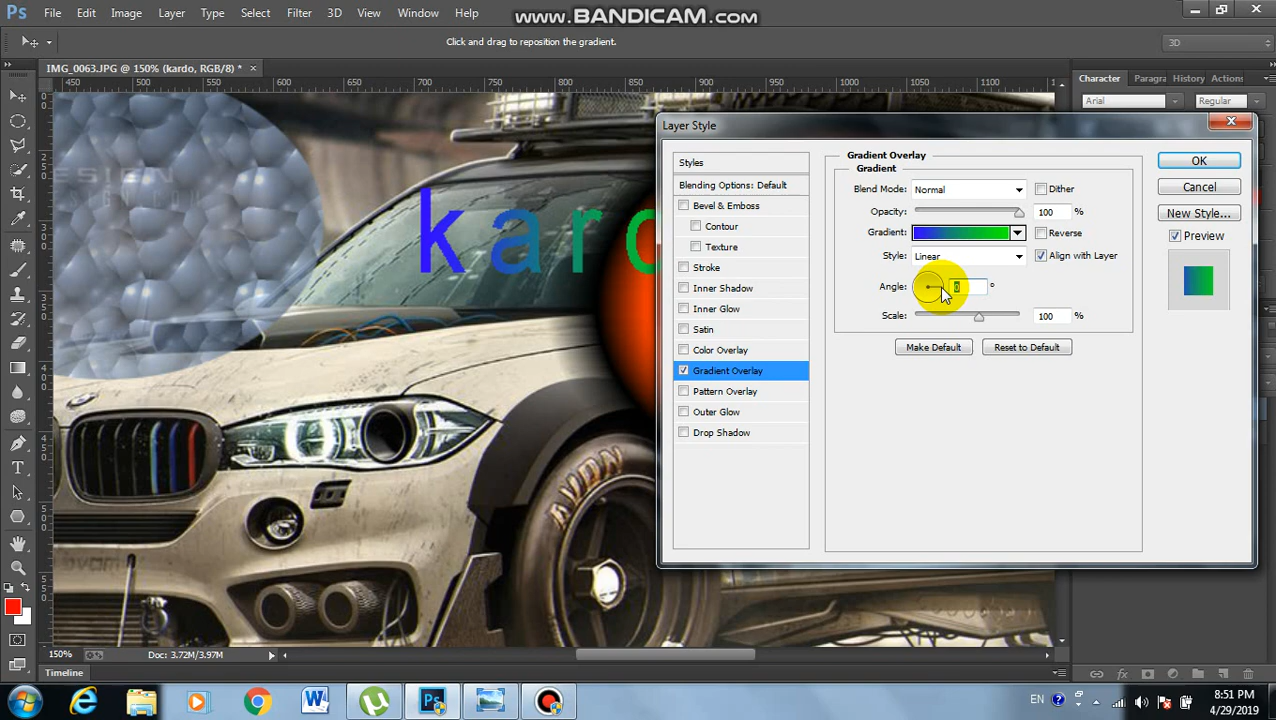 Ps File Edit Image Layer Type Select Filter 3D View Window Help
www.BANDICAM.com
Click and drag to reposition the gradient.
3D
IMG_0063.JPG @ 150% (kardo, RGB/8) *
Character Paragra History Actions
450 500 550 600 650 700 750 800 850 900 950 1000 1050 1100
Arial Regular
Layer Style
Styles
Blending Options: Default
Bevel & Emboss
Contour
Texture
Stroke
Inner Shadow
Inner Glow
Satin
Color Overlay
Gradient Overlay
Pattern Overlay
Outer Glow
Drop Shadow
Gradient Overlay
Gradient
Blend Mode: Normal Dither
Opacity: 100 %
Gradient: Reverse
Style: Linear Align with Layer
Angle: 0 °
Scale: 100 %
Make Default Reset to Default
OK
Cancel
New Style...
Preview
kard
150% Doc: 3.72M/3.97M
Timeline
EN
8:51 PM
4/29/2019